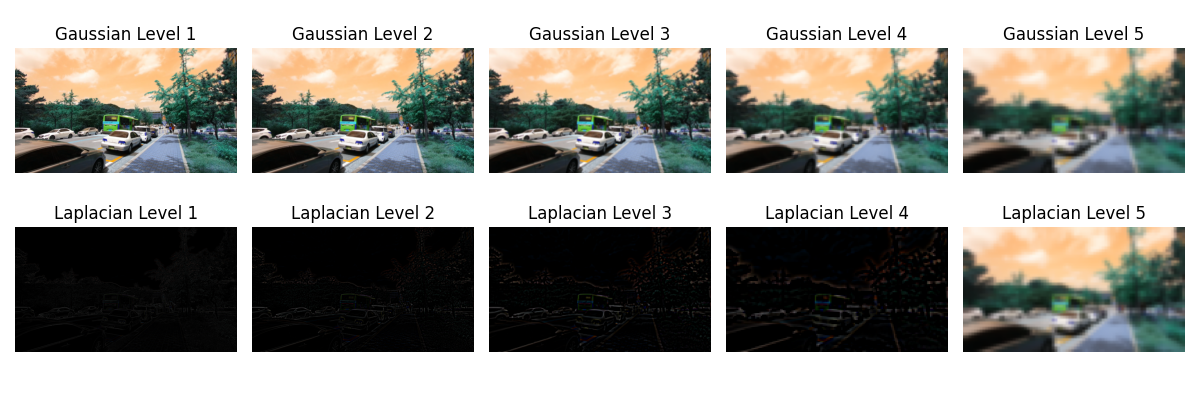 Gaussian Level 1
Gaussian Level 2
Gaussian Level 3
Gaussian Level 4
Gaussian Level 5
Laplacian Level 1
Laplacian Level 2
Laplacian Level 3
Laplacian Level 4
Laplacian Level 5